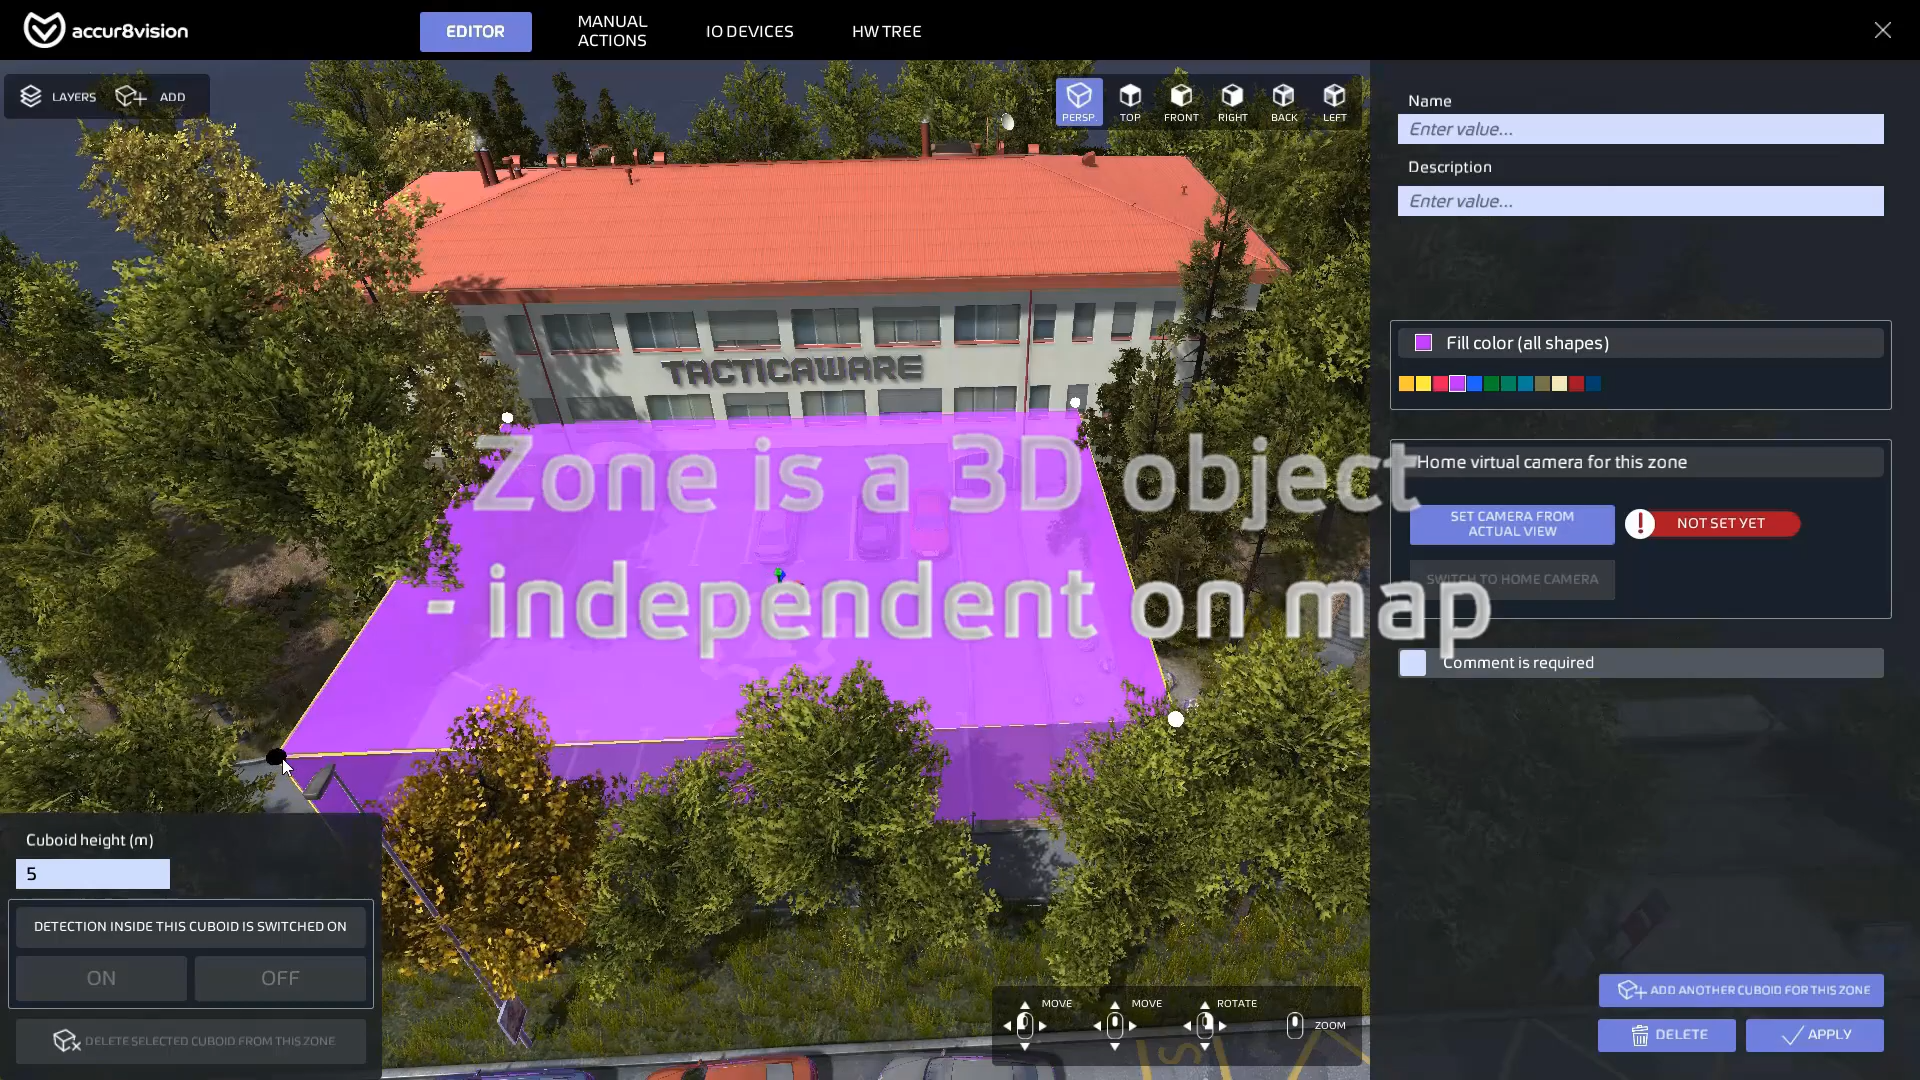 accur8vision
EDITOR
MANUAL
ACTIONS
IO DEVICES
HW TREE
LAYERS
ADD
PERSP.
TOP
FRONT
RIGHT
BACK
LEFT
Name
Enter value...
Description
Enter value...
Fill color (all shapes)
TACTICAWARE
Zone is a 3D object
- independent on map
Home virtual camera for this zone
SET CAMERA FROM
ACTUAL VIEW
NOT SET YET
SWITCH TO HOME CAMERA
Comment is required
Cuboid height (m)
5
DETECTION INSIDE THIS CUBOID IS SWITCHED ON
ON
OFF
DELETE SELECTED CUBOID FROM THIS ZONE
MOVE
MOVE
ROTATE
ZOOM
ADD ANOTHER CUBOID FOR THIS ZONE
DELETE
APPLY